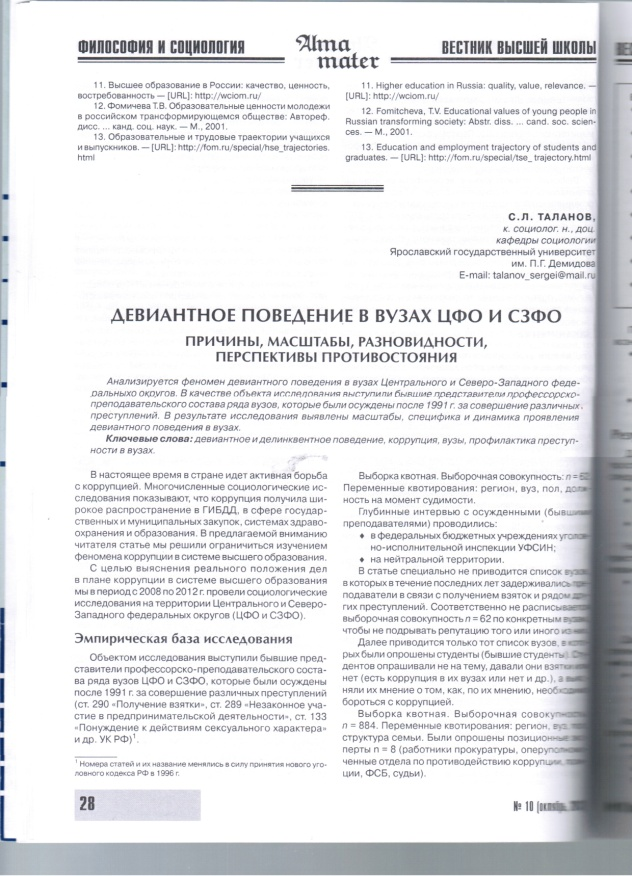 ФИЛОСОФИЯ И СОЦИОЛОГИЯ
Alma
mater
ВЕСТНИК ВЫСШЕЙ ШКОЛЫ
11. Высшее образование в России: качество, ценность,
востребованность — [URL]: http://wciom.ru/
12. Фомичева Т.В. Образовательные ценности молодежи
в российском трансформирующемся обществе: Автореф.
дисс. ... канд. соц. наук. — М., 2001.
13. Образовательные и трудовые траектории учащихся
и выпускников. — [URL]: http://fom.ru/special/hse_trajectories.
html
11. Higher education in Russia: quality, value, relevance. —
[URL]: http://wciom.ru/
12. Fomitcheva, T.V. Educational values of young people in
Russian transforming society: Abstr. diss. ... cand. soc. scien-
ces. — M., 2001.
13. Education and employment trajectory of students and
graduates. — [URL]: http://fom.ru/special/tse_trajectory.html
С.Л. ТАЛАНОВ,
к. социолог. н., доц.
кафедры социологии
Ярославский государственный университет
им. П.Г. Демидова
E-mail: talanov_sergei@mail.ru
ДЕВИАНТНОЕ ПОВЕДЕНИЕ В ВУЗАХ ЦФО И СЗФО
ПРИЧИНЫ, МАСШТАБЫ, РАЗНОВИДНОСТИ,
ПЕРСПЕКТИВЫ ПРОТИВОСТОЯНИЯ
Анализируется феномен девиантного поведения в вузах Центрального и Северо-Западного феде-
ральных округов. В качестве объекта исследования выступили бывшие представители профессорско-
преподавательского состава ряда вузов, которые были осуждены после 1991 г. за совершение различных
преступлений. В результате исследования выявлены масштабы, специфика и динамика проявления
девиантного поведения в вузах.
Ключевые слова: девиантное и делинквентное поведение, коррупция, вузы, профилактика преступ-
ности в вузах.
В настоящее время в стране идет активная борьба
с коррупцией. Многочисленные социологические ис-
следования показывают, что коррупция получила ши-
рокое распространение в ГИБДД, в сфере государ-
ственных и муниципальных закупок, системах здраво-
охранения и образования. В предлагаемой вниманию
читателя статье мы решили ограничиться изучением
феномена коррупции в системе высшего образования.
С целью выяснения реального положения дел
в плане коррупции в системе высшего образования
мы в период с 2008 по 2012 г. провели социологические
исследования на территории Центрального и Северо-
Западного федеральных округов (ЦФО и СЗФО).
Эмпирическая база исследования
Объектом исследования выступили бывшие пред-
ставители профессорско-преподавательского соста-
ва ряда вузов ЦФО и СЗФО, которые были осуждены
после 1991 г. за совершение различных преступлений
(ст. 290 «Получение взятки», ст. 289 «Незаконное уча-
стие в предпринимательской деятельности», ст. 133
«Понуждение к действиям сексуального характера»
и др. УК РФ)¹.
¹ Номера статей и их название менялись в силу принятия нового уго-
ловного кодекса РФ в 1996 г.
28
Выборка квотная. Выборочная совокупность: n = 62.
Переменные квотирования: регион, вуз, пол, долж-
ность на момент судимости.
Глубинные интервью с осужденными (бывшими
преподавателями) проводились:
♦ в федеральных бюджетных учреждениях уголов-
но-исполнительной инспекции УФСИН;
♦ на нейтральной территории.
В статье специально не приводится список вузов,
в которых в течение последних лет задерживались пре-
подаватели в связи с получением взяток и рядом дру-
гих преступлений. Соответственно не расписывается
выборочная совокупность n = 62 по конкретным вузам,
чтобы не подрывать репутацию того или иного из них.
Далее приводится только тот список вузов, в кото-
рых были опрошены студенты (бывшие студенты). Сту-
дентов опрашивали не на тему, давали они взятки или
нет (есть коррупция в их вузах или нет и др.), а выяс-
няли их мнение о том, как, по их мнению, необходимо
бороться с коррупцией.
Выборка квотная. Выборочная совокупность
n = 884. Переменные квотирования: регион, вуз, пол,
структура семьи. Были опрошены позиционные экс-
перты n = 8 (работники прокуратуры, оперуполномо-
ченные отдела по противодействию коррупции,
ции, ФСБ, судьи).
№ 10 (октябрь,